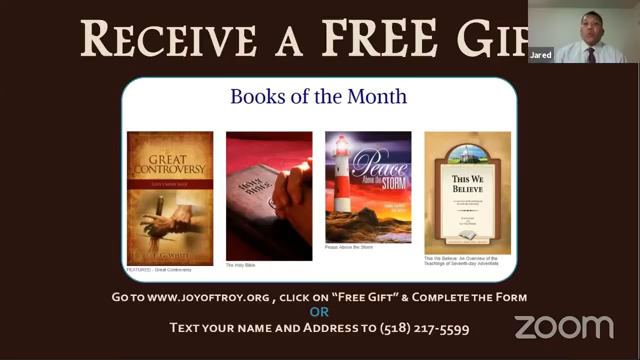 RECEIVE A FREE GIF
Jared
Books of the Month
THE
GREAT
CONTROVERSY
HOLY
BIBLE
Peace
Above the
STORM
THIS WE
BELIEVE
FEATURED - Great Controversy
The Holy Bible
Peace Above the Storm
This We Believe: An Overview of the
Teachings of Seventh-day Adventists
GO TO WWW.JOYOFTROY.ORG , CLICK ON “FREE GIFT” & COMPLETE THE FORM
OR
TEXT YOUR NAME AND ADDRESS TO (518) 217-5599
zoom